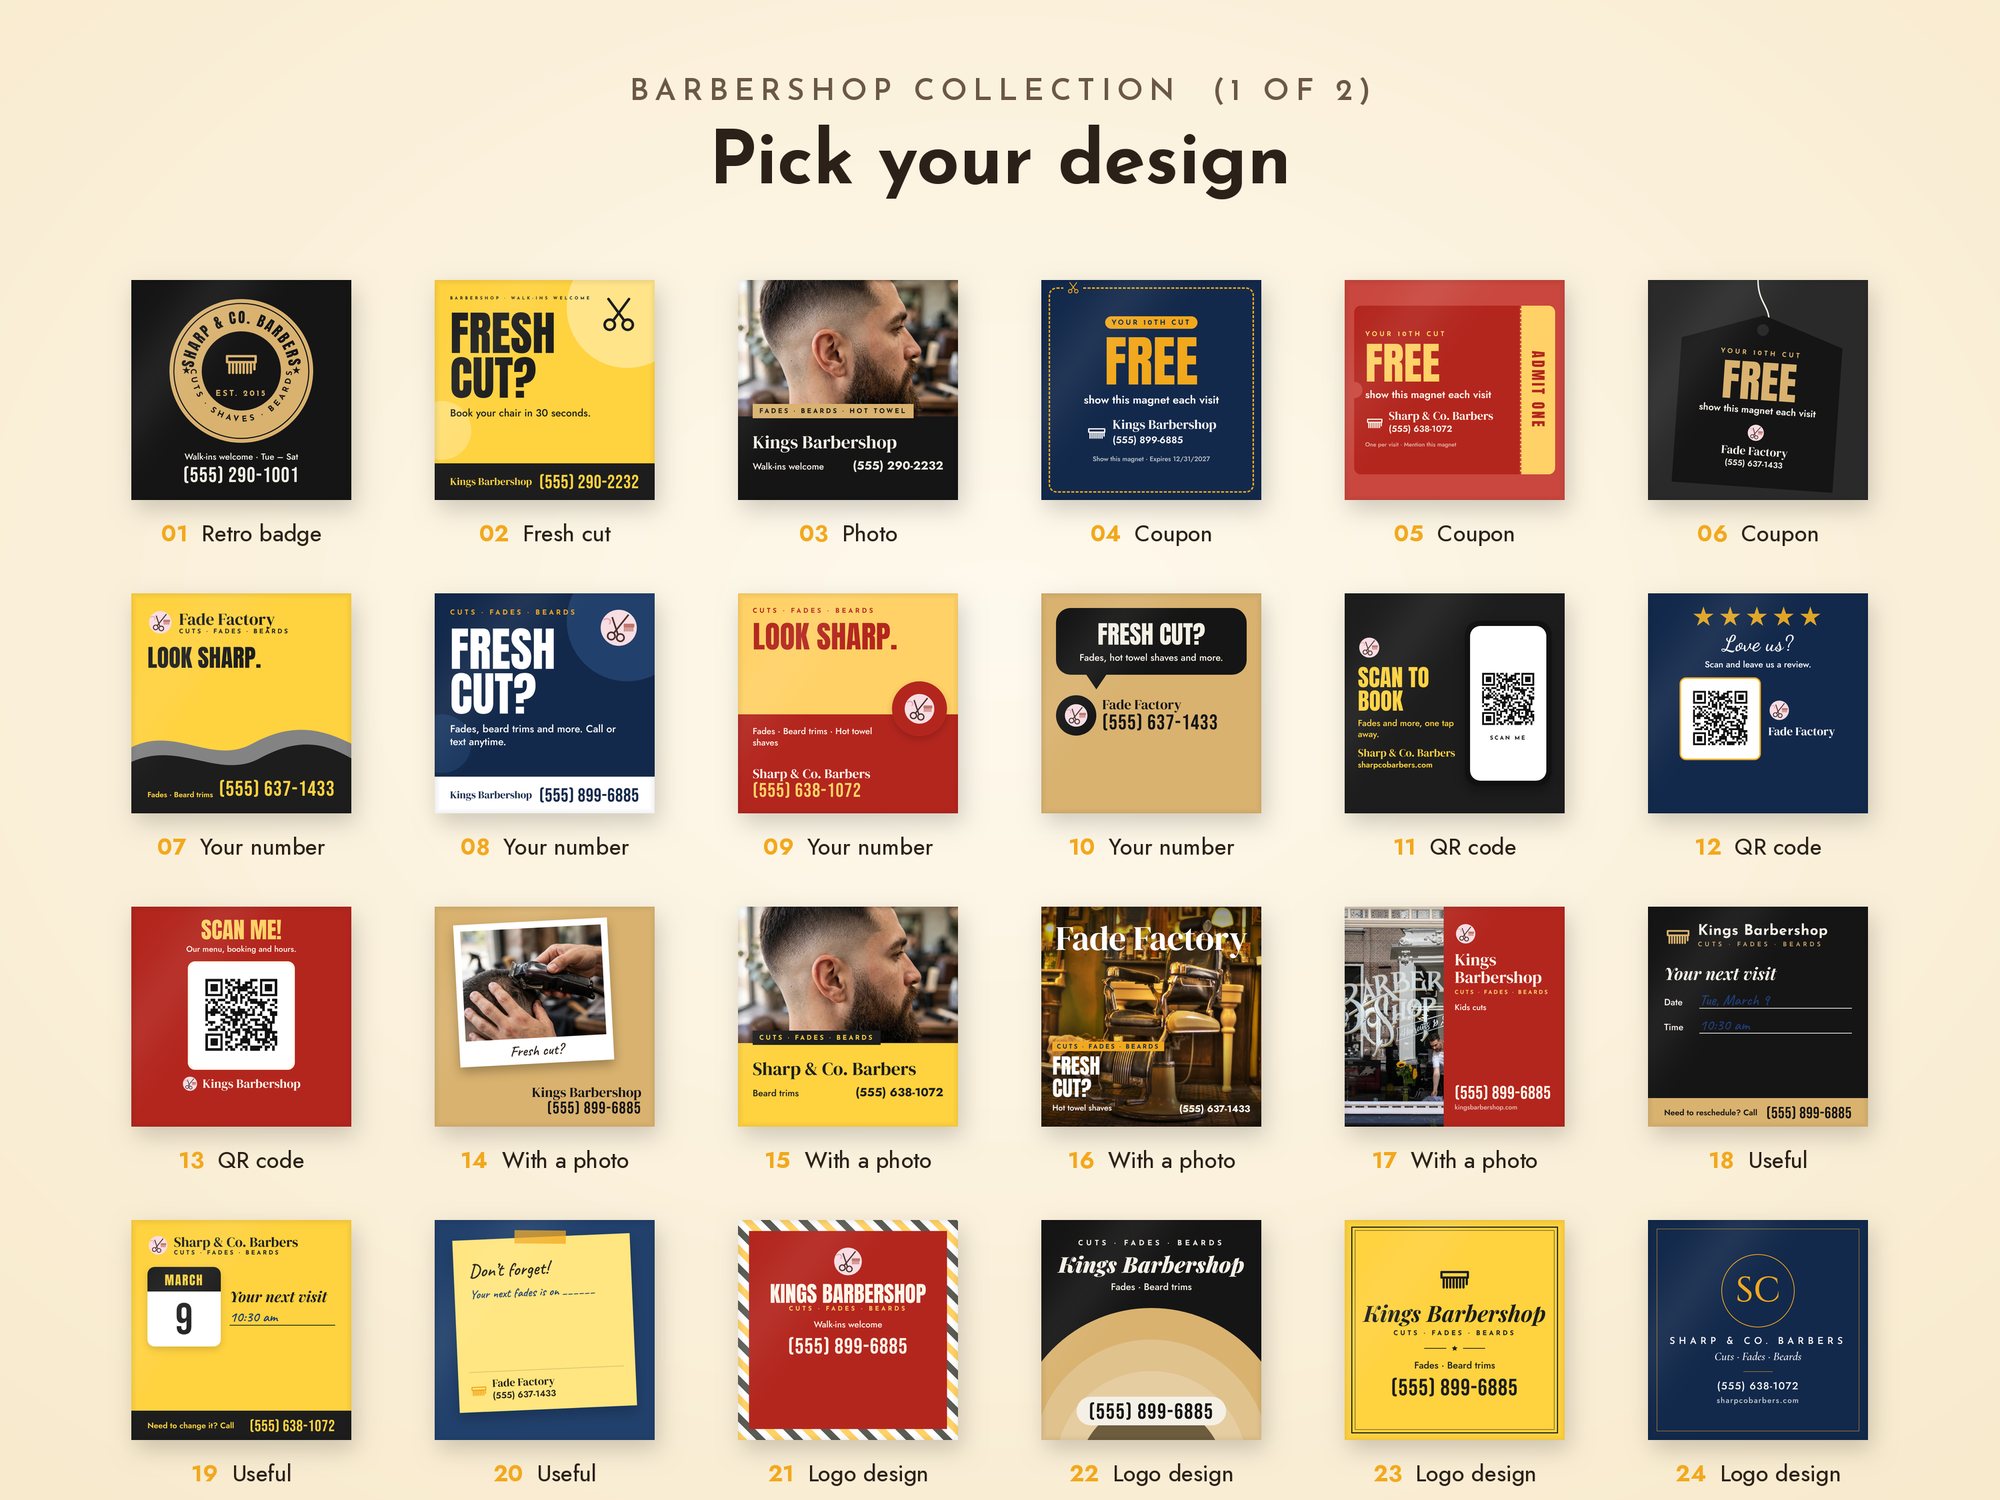 BARBERSHOP COLLECTION (1 OF 2)
Pick your design
SHARP & CO. BARBERS
EST. 2015
CUTS · SHAVES · BEARDS
Walk-ins welcome · Tue – Sat
(555) 290-1001
01 Retro badge
BARBERSHOP · WALK-INS WELCOME
FRESH
CUT?
Book your chair in 30 seconds.
Kings Barbershop (555) 290-2232
02 Fresh cut
FADES · BEARDS · HOT TOWEL
Kings Barbershop
Walk-ins welcome (555) 290-2232
03 Photo
YOUR 10TH CUT
FREE
show this magnet each visit
Kings Barbershop
(555) 899-6885
Show this magnet · Expires 12/31/2027
04 Coupon
YOUR 10TH CUT
FREE
show this magnet each visit
Sharp & Co. Barbers
(555) 638-1072
One per visit · Mention this magnet
ADMIT ONE
05 Coupon
YOUR 10TH CUT
FREE
show this magnet each visit
Fade Factory
(555) 637-1433
06 Coupon
Fade Factory
CUTS · FADES · BEARDS
LOOK SHARP.
Fades · Beard trims (555) 637-1433
07 Your number
CUTS · FADES · BEARDS
FRESH
CUT?
Fades, beard trims and more. Call or
text anytime.
Kings Barbershop (555) 899-6885
08 Your number
CUTS · FADES · BEARDS
LOOK SHARP.
Fades · Beard trims · Hot towel
shaves
Sharp & Co. Barbers
(555) 638-1072
09 Your number
FRESH CUT?
Fades, hot towel shaves and more.
Fade Factory
(555) 637-1433
10 Your number
SCAN TO
BOOK
Fades and more, one tap
away.
Sharp & Co. Barbers
sharpcobarbers.com
SCAN ME
11 QR code
Love us?
Scan and leave us a review.
Fade Factory
12 QR code
SCAN ME!
Our menu, booking and hours.
Kings Barbershop
13 QR code
Fresh cut?
Kings Barbershop
(555) 899-6885
14 With a photo
CUTS · FADES · BEARDS
Sharp & Co. Barbers
Beard trims (555) 638-1072
15 With a photo
Fade Factory
CUTS · FADES · BEARDS
FRESH
CUT?
Hot towel shaves (555) 637-1433
16 With a photo
BARBER
SHOP
Kings
Barbershop
CUTS · FADES · BEARDS
Kids cuts
(555) 899-6885
kingsbarbershop.com
17 With a photo
Kings Barbershop
CUTS · FADES · BEARDS
Your next visit
Date Tue, March 9
Time 10:30 am
Need to reschedule? Call (555) 899-6885
18 Useful
Sharp & Co. Barbers
CUTS · FADES · BEARDS
MARCH
9
Your next visit
10:30 am
Need to change it? Call (555) 638-1072
19 Useful
Don't forget!
Your next fades is on ______
Fade Factory
(555) 637-1433
20 Useful
KINGS BARBERSHOP
CUTS · FADES · BEARDS
Walk-ins welcome
(555) 899-6885
21 Logo design
CUTS · FADES · BEARDS
Kings Barbershop
Fades · Beard trims
(555) 899-6885
22 Logo design
Kings Barbershop
CUTS · FADES · BEARDS
Fades · Beard trims
(555) 899-6885
23 Logo design
SC
SHARP & CO. BARBERS
Cuts · Fades · Beards
(555) 638-1072
sharpcobarbers.com
24 Logo design